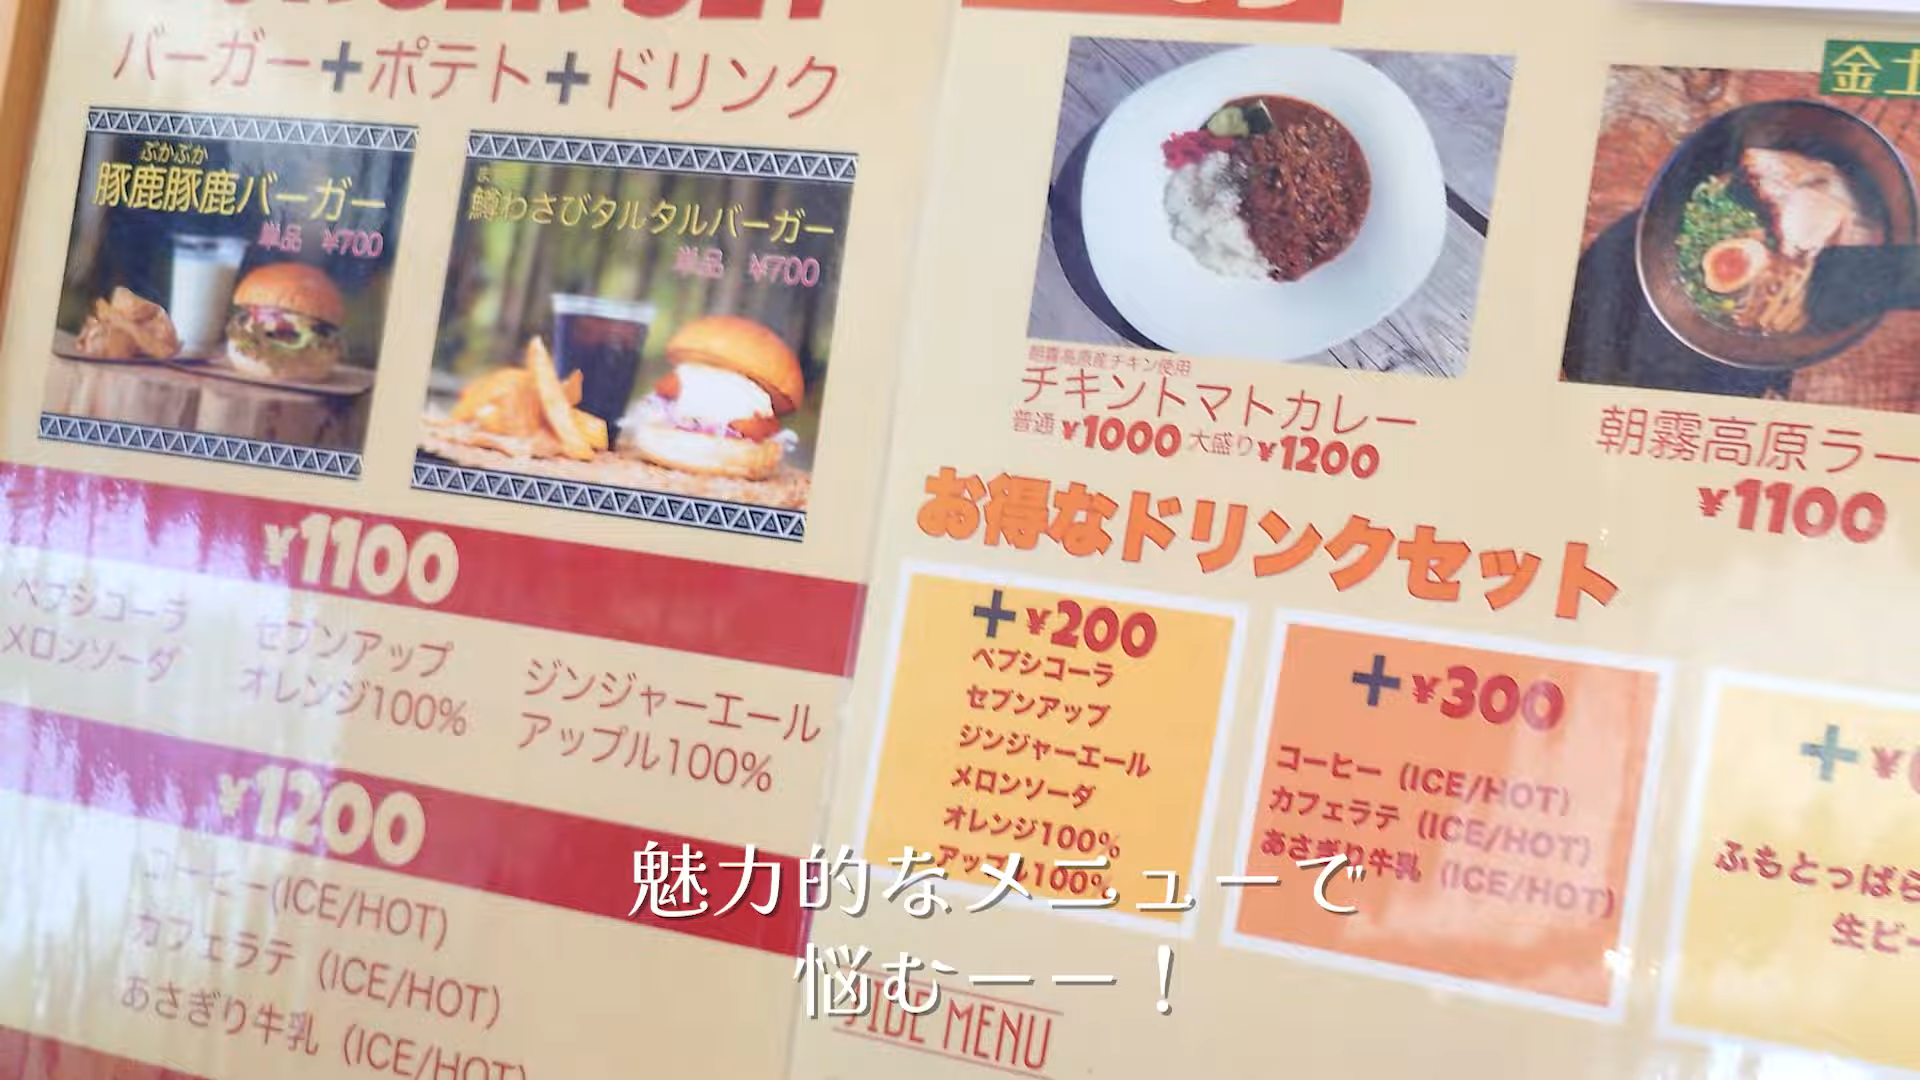 バーガー+ポテト+ドリンク
ぶかぶか
豚鹿豚鹿バーガー
単品 ¥700
ま
鱒わさびタルタルバーガー
単品 ¥700
¥1100
ペプシコーラ セブンアップ ジンジャーエール
メロンソーダ オレンジ100% アップル100%
¥1200
コーヒー(ICE/HOT)
カフェラテ (ICE/HOT)
あさぎり牛乳 (ICE/HOT)
朝霧高原産チキン使用
チキントマトカレー
普通 ¥1000 大盛り ¥1200
金土
朝霧高原ラー
¥1100
お得なドリンクセット
+¥200
ペプシコーラ
セブンアップ
ジンジャーエール
メロンソーダ
オレンジ100%
アップル100%
+¥300
コーヒー (ICE/HOT)
カフェラテ (ICE/HOT)
あさぎり牛乳 (ICE/HOT)
+¥
ふもとっぱら
生ビー
SIDE MENU
魅力的なメニューで
悩むーー!